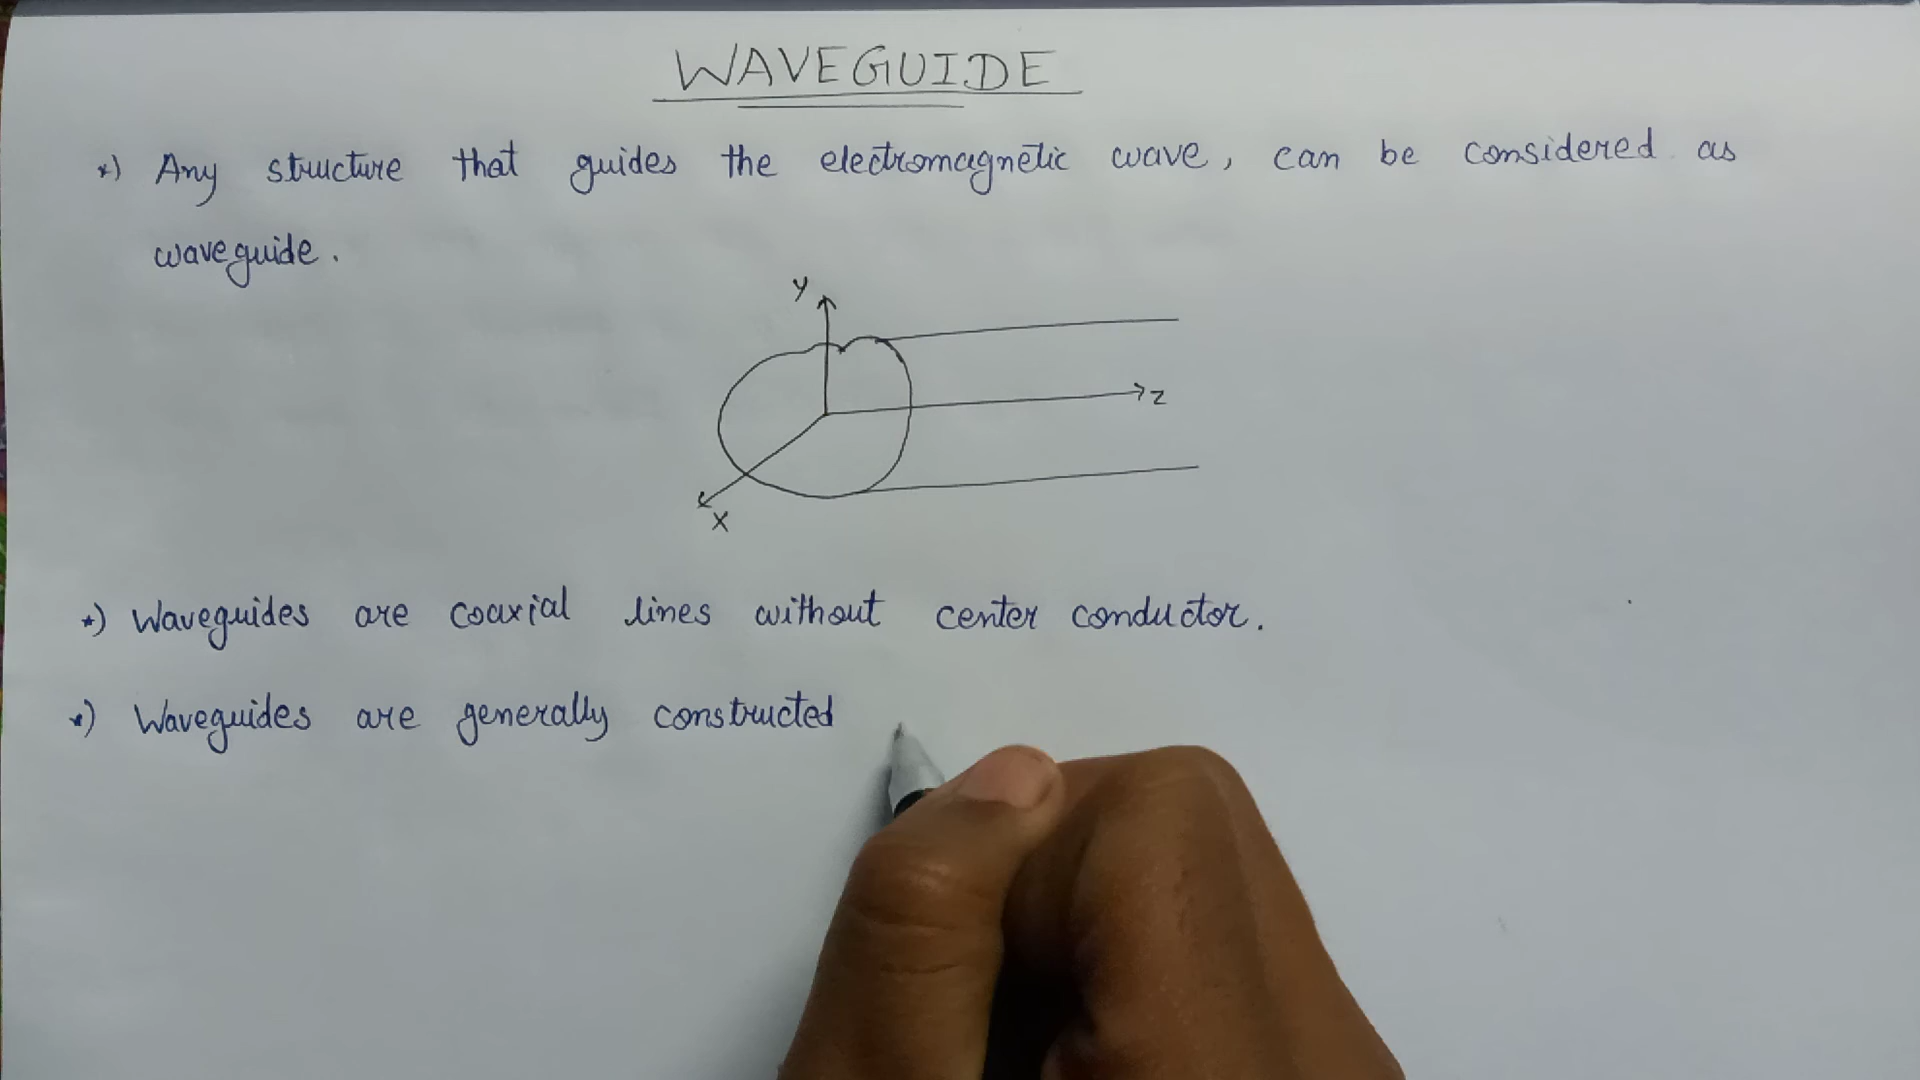 WAVEGUIDE
*) Any structure that guides the electromagnetic wave, can be considered as
waveguide.
Y
Z
X
*) Waveguides are coaxial lines without center conductor.
*) Waveguides are generally constructed